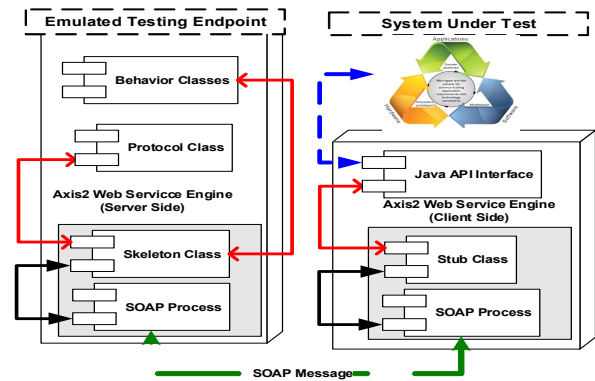 Emulated Testing Endpoint
Behavior Classes
Protocol Class
Axis2 Web Servicce Engine
(Server Side)
Skeleton Class
SOAP Process
System Under Test
Applications
Hardware
Software
Java API Interface
Axis2 Web Service Engine
(Client Side)
Stub Class
SOAP Process
SOAP Message